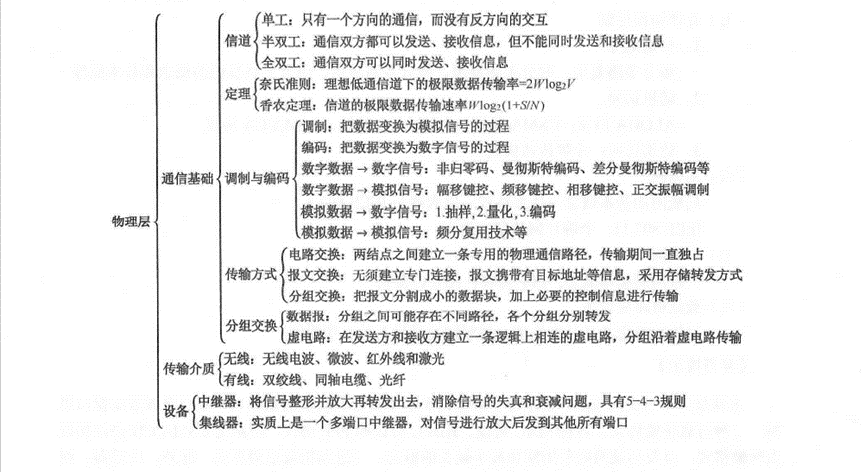 单工：只有一个方向的通信，而没有反方向的交互
信道
半双工：通信双方都可以发送、接收信息，但不能同时发送和接收信息
全双工：通信双方可以同时发送、接收信息
定理
奈氏准则：理想低通信道下的极限数据传输率=2Wlog₂V
香农定理：信道的极限数据传输速率Wlog₂(1+S/N)
调制：把数据变换为模拟信号的过程
编码：把数据变换为数字信号的过程
通信基础
调制与编码
数字数据→数字信号：非归零码、曼彻斯特编码、差分曼彻斯特编码等
数字数据→模拟信号：幅移键控、频移键控、相移键控、正交振幅调制
物理层
模拟数据→数字信号：1.抽样,2.量化,3.编码
模拟数据→模拟信号：频分复用技术等
电路交换：两结点之间建立一条专用的物理通信路径，传输期间一直独占
传输方式
报文交换：无须建立专门连接，报文携带有目标地址等信息，采用存储转发方式
分组交换：把报文分割成小的数据块，加上必要的控制信息进行传输
分组交换
数据报：分组之间可能存在不同路径，各个分组分别转发
虚电路：在发送方和接收方建立一条逻辑上相连的虚电路，分组沿着虚电路传输
传输介质
无线：无线电波、微波、红外线和激光
有线：双绞线、同轴电缆、光纤
设备
中继器：将信号整形并放大再转发出去，消除信号的失真和衰减问题，具有5-4-3规则
集线器：实质上是一个多端口中继器，对信号进行放大后发到其他所有端口